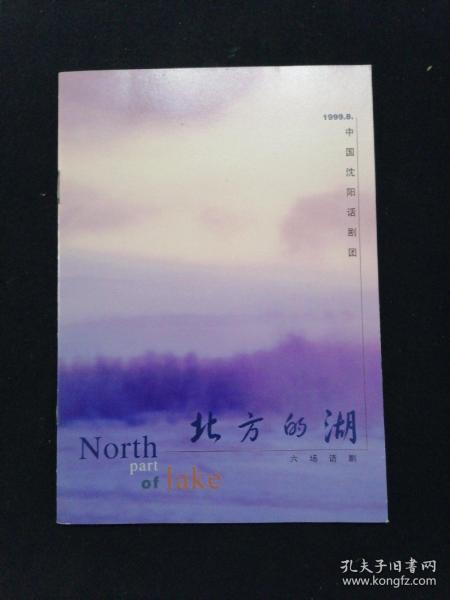 1999.8.
中国沈阳话剧团
北方的湖
六场话剧
North
part
of lake
孔夫子旧书网
www.kongfz.com